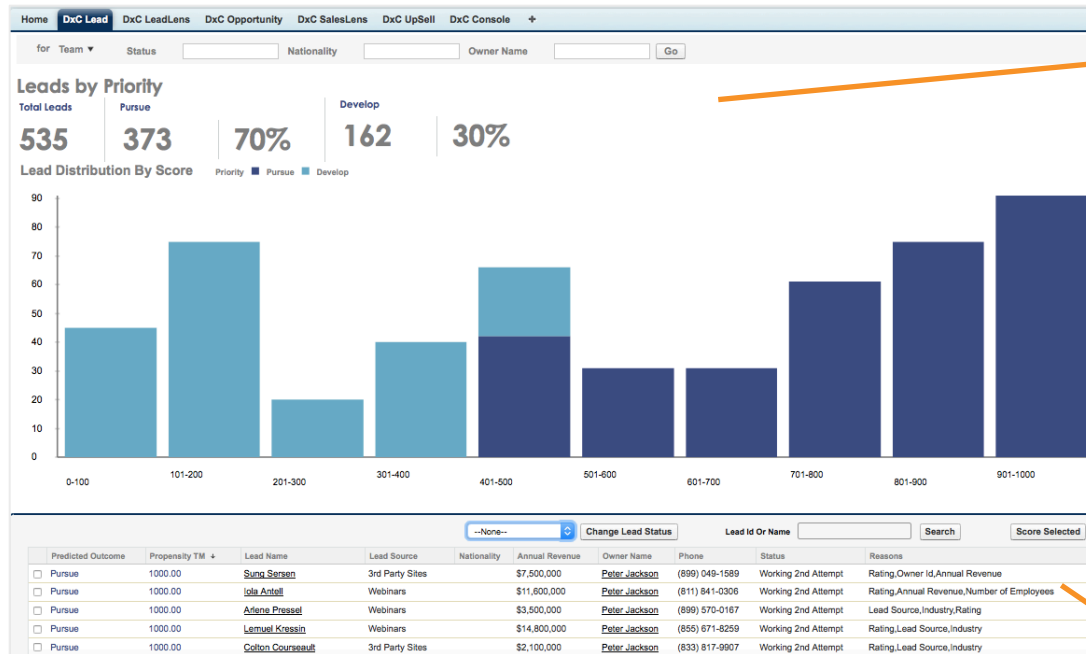 Home DxC Lead DxC LeadLens DxC Opportunity DxC SalesLens DxC UpSell DxC Console +
for Team ▼ Status Nationality Owner Name Go
Leads by Priority
Total Leads Pursue Develop
535 373 70% 162 30%
Lead Distribution By Score Priority Pursue Develop
90
80
70
60
50
40
30
20
10
0
0-100 101-200 201-300 301-400 401-500 501-600 601-700 701-800 801-900 901-1000
--None-- Change Lead Status Lead Id Or Name Search Score Selected
Predicted Outcome Propensity TM ↓ Lead Name Lead Source Nationality Annual Revenue Owner Name Phone Status Reasons
Pursue 1000.00 Sung Sersen 3rd Party Sites $7,500,000 Peter Jackson (899) 049-1589 Working 2nd Attempt Rating,Owner Id,Annual Revenue
Pursue 1000.00 Iola Antell Webinars $11,600,000 Peter Jackson (811) 841-0306 Working 2nd Attempt Rating,Annual Revenue,Number of Employees
Pursue 1000.00 Arlene Pressel Webinars $3,500,000 Peter Jackson (899) 570-0167 Working 2nd Attempt Lead Source,Industry,Rating
Pursue 1000.00 Lemuel Kressin Webinars $14,800,000 Peter Jackson (855) 671-8259 Working 2nd Attempt Rating,Lead Source,Industry
Pursue 1000.00 Colton Courseault 3rd Party Sites $2,100,000 Peter Jackson (833) 817-9907 Working 2nd Attempt Rating,Lead Source,Industry